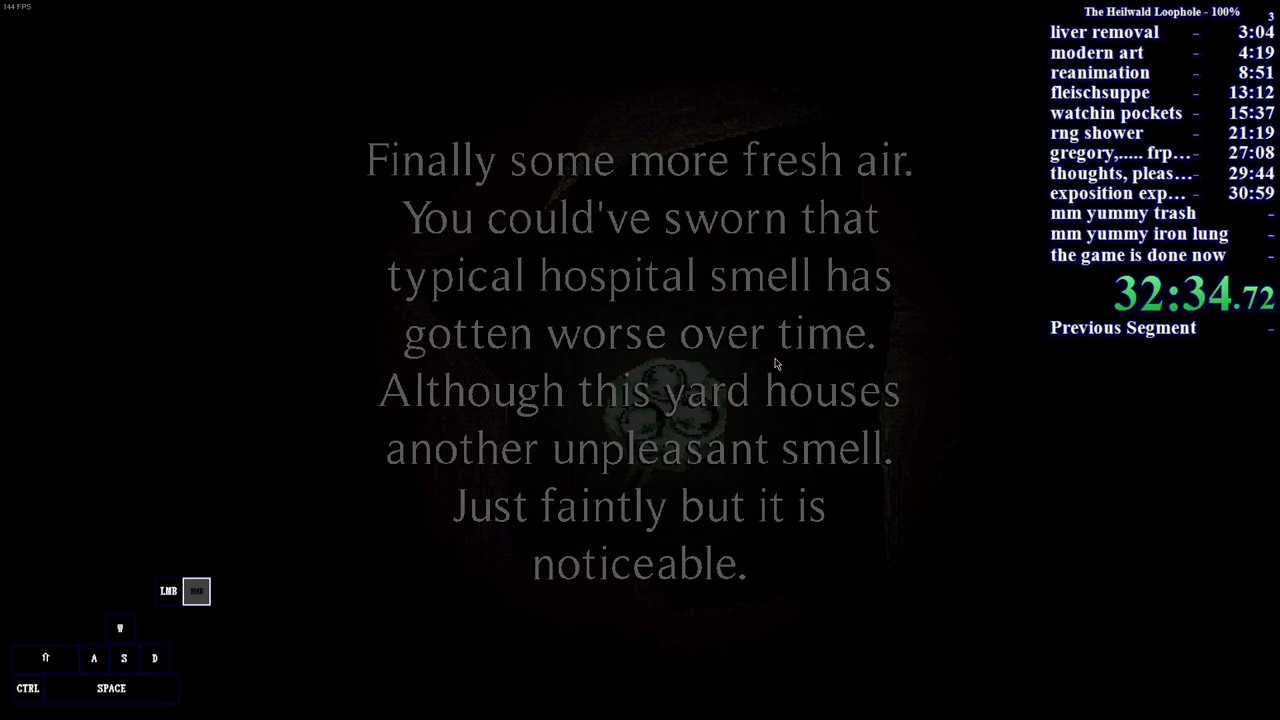 144 FPS
The Heilwald Loophole - 100%
3
liver removal - 3:04
modern art - 4:19
reanimation - 8:51
fleischsuppe - 13:12
watchin pockets - 15:37
rng shower - 21:19
gregory,..... frp... - 27:08
thoughts, pleas... - 29:44
exposition exp... - 30:59
mm yummy trash -
mm yummy iron lung -
the game is done now -
32:34.72
Previous Segment -
Finally some more fresh air.
You could've sworn that
typical hospital smell has
gotten worse over time.
Although this yard houses
another unpleasant smell.
Just faintly but it is
noticeable.
LMB RMB
W
⇧ A S D
CTRL SPACE